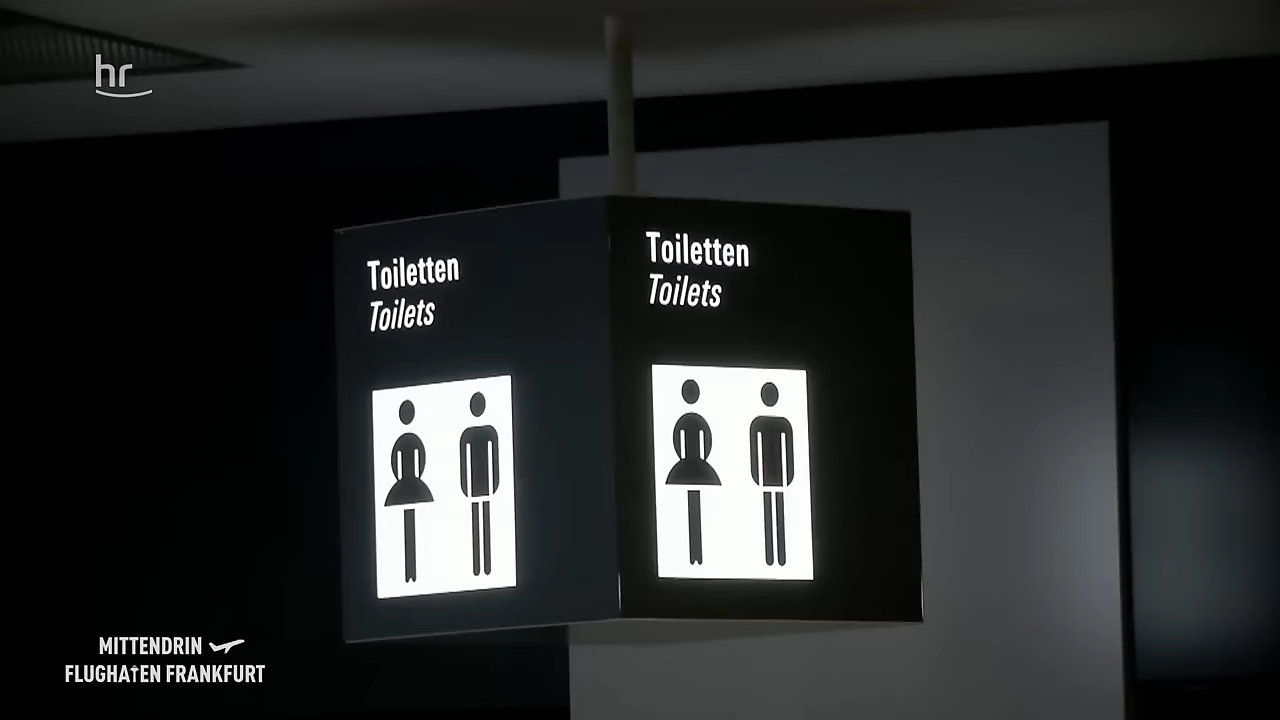 hr
Toiletten
Toilets
Toiletten
Toilets
MITTENDRIN
FLUGHAFEN FRANKFURT